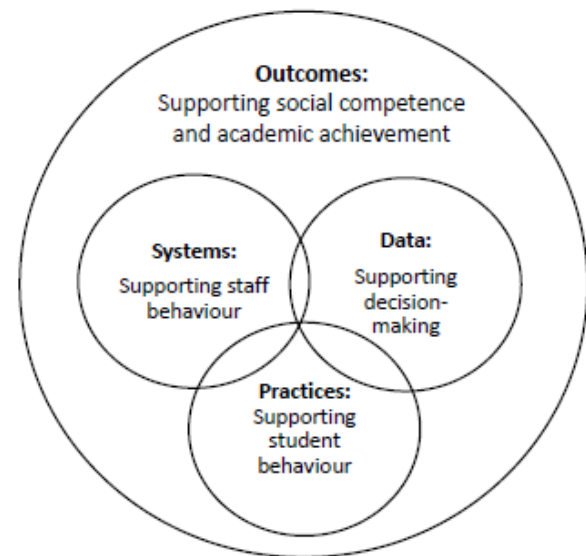 Outcomes:
Supporting social competence
and academic achievement
Systems:
Supporting staff
behaviour
Data:
Supporting
decision-
making
Practices:
Supporting
student
behaviour